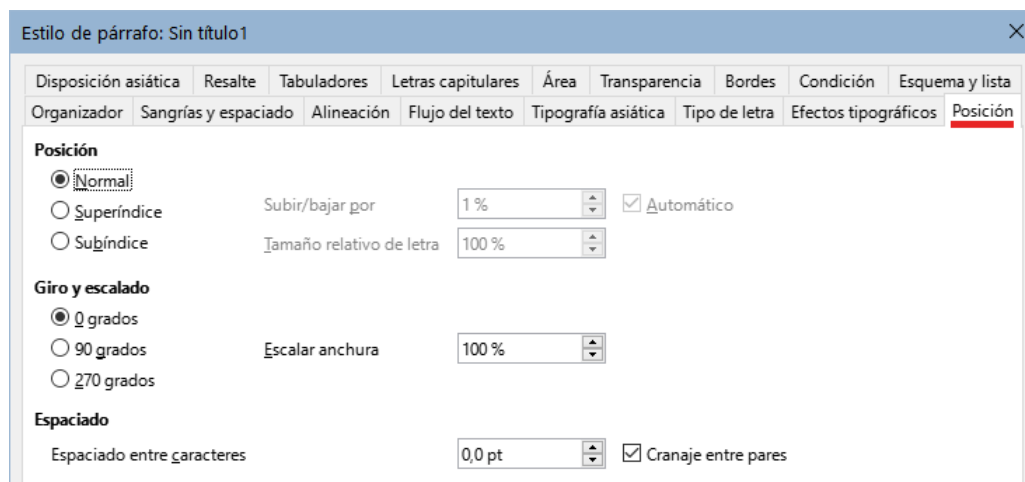 Estilo de párrafo: Sin título1
Disposición asiática Resalte Tabuladores Letras capitulares Área Transparencia Bordes Condición Esquema y lista
Organizador Sangrías y espaciado Alineación Flujo del texto Tipografía asiática Tipo de letra Efectos tipográficos Posición
Posición
Normal
Superíndice Subir/bajar por 1 % Automático
Subíndice Tamaño relativo de letra 100 %
Giro y escalado
0 grados
90 grados Escalar anchura 100 %
270 grados
Espaciado
Espaciado entre caracteres 0,0 pt Cranaje entre pares